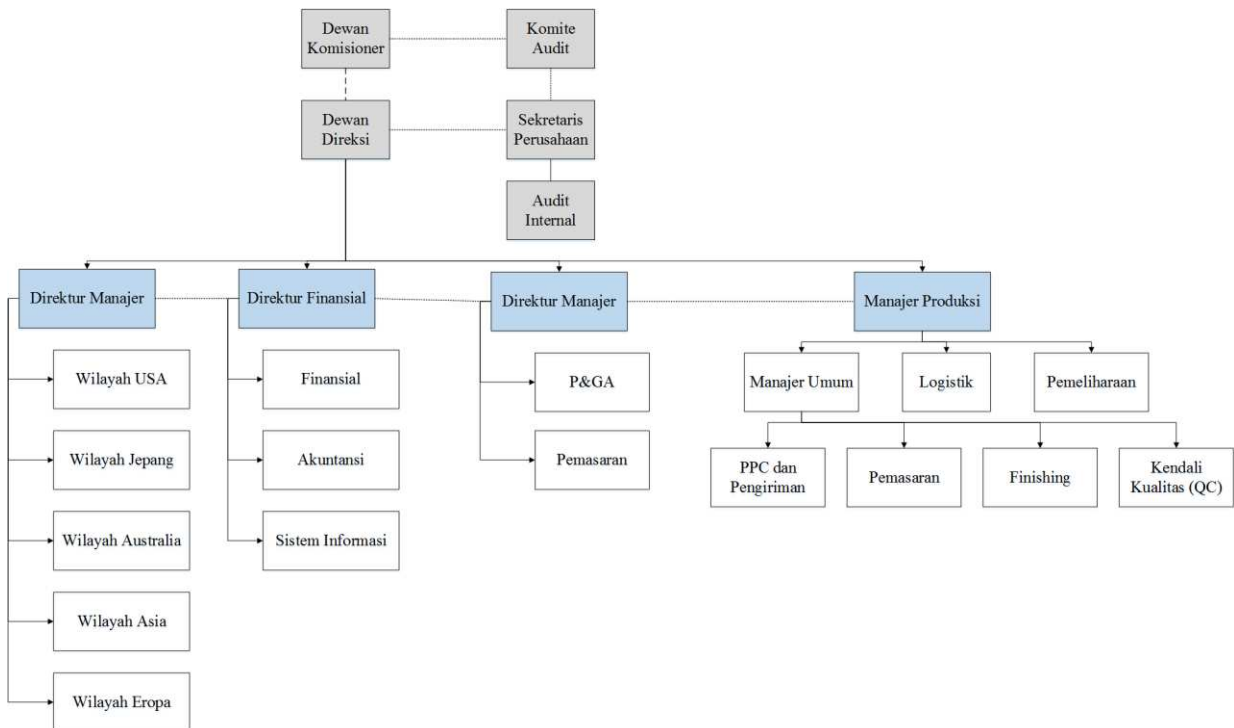 Dewan
Komisioner
Komite
Audit
Dewan
Direksi
Sekretaris
Perusahaan
Audit
Internal
Direktur Manajer
Direktur Finansial
Direktur Manajer
Manajer Produksi
Wilayah USA
Wilayah Jepang
Wilayah Australia
Wilayah Asia
Wilayah Eropa
Finansial
Akuntansi
Sistem Informasi
P&GA
Pemasaran
Manajer Umum
Logistik
Pemeliharaan
PPC dan
Pengiriman
Pemasaran
Finishing
Kendali
Kualitas (QC)